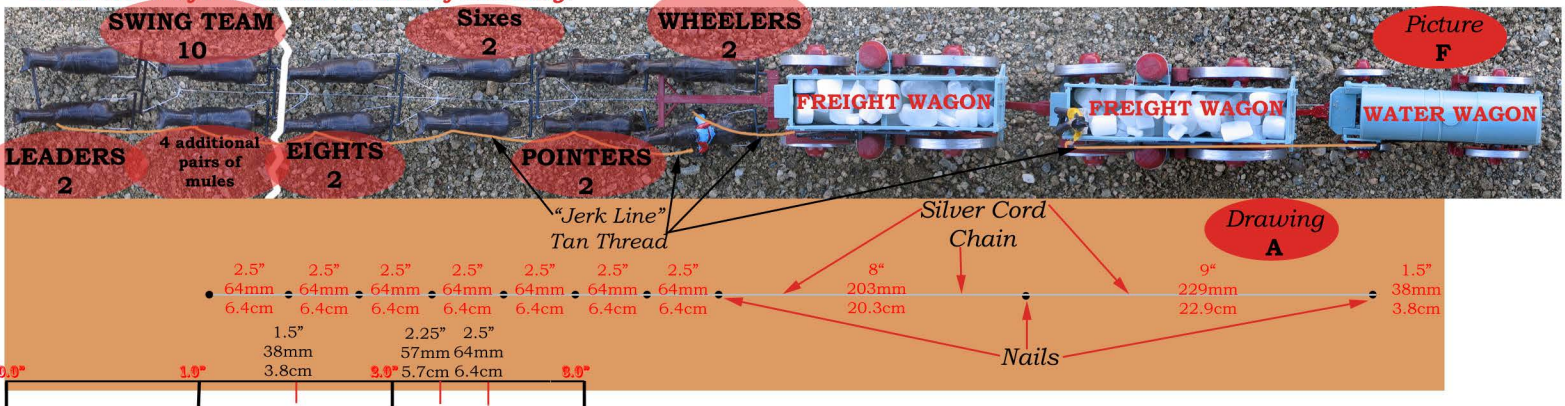 SWING TEAM
10
Sixes
2
WHEELERS
2
Picture
F
FREIGHT WAGON
FREIGHT WAGON
WATER WAGON
LEADERS
2
4 additional
pairs of
mules
EIGHTS
2
POINTERS
2
"Jerk Line"
Tan Thread
Silver Cord
Chain
Drawing
A
2.5" 2.5" 2.5" 2.5" 2.5" 2.5" 2.5" 8" 9" 1.5"
64mm 64mm 64mm 64mm 64mm 64mm 64mm 203mm 229mm 38mm
6.4cm 6.4cm 6.4cm 6.4cm 6.4cm 6.4cm 6.4cm 20.3cm 22.9cm 3.8cm
1.5" 2.25" 2.5"
38mm 57mm 64mm
3.8cm 5.7cm 6.4cm
Nails
0.0" 1.0" 2.0" 3.0"